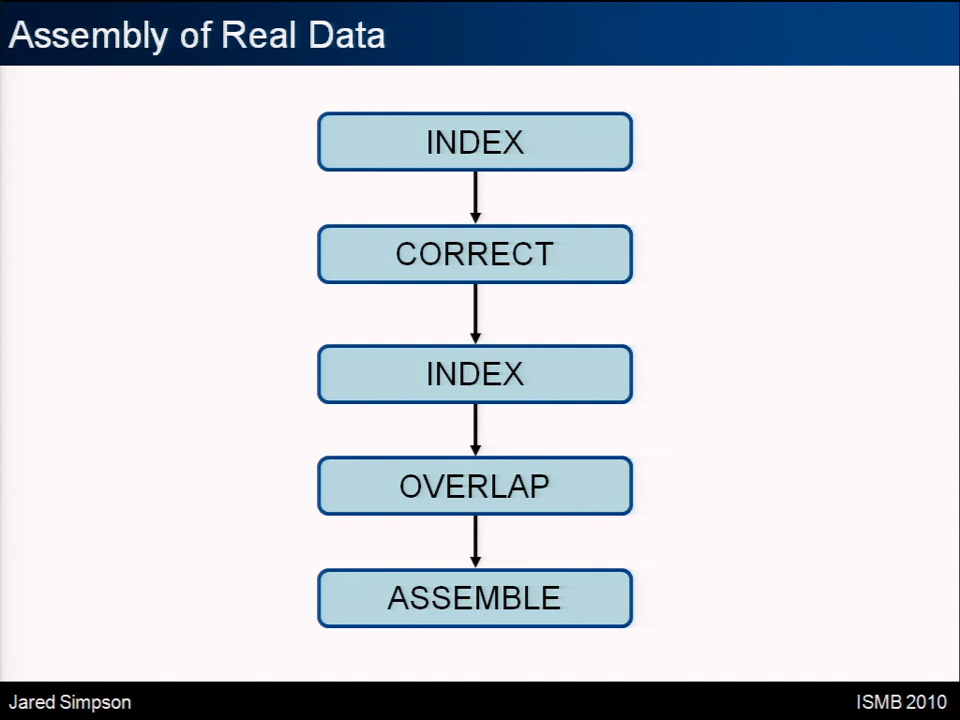 Assembly of Real Data
INDEX
CORRECT
INDEX
OVERLAP
ASSEMBLE
Jared Simpson
ISMB 2010